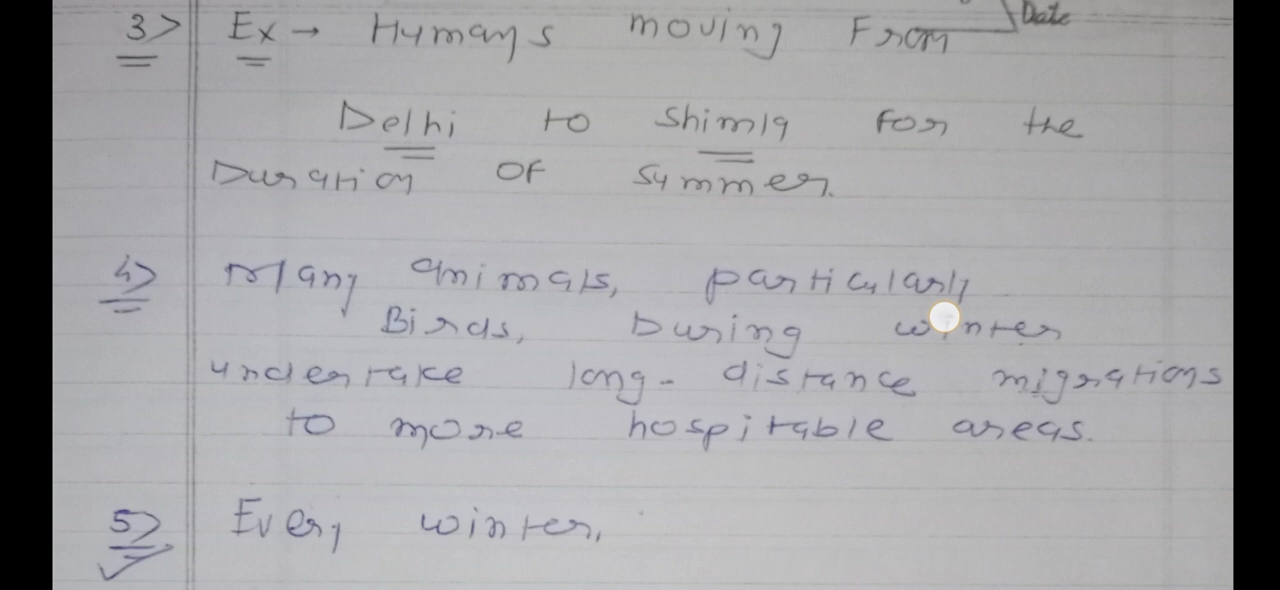 Date
3> Ex → Humans moving From
Delhi to Shimla For the
Duration OF Summer.
4> Many animals, particularly
Birds, During winter
undertake long-distance migrations
to more hospitable areas.
5> Every winter,